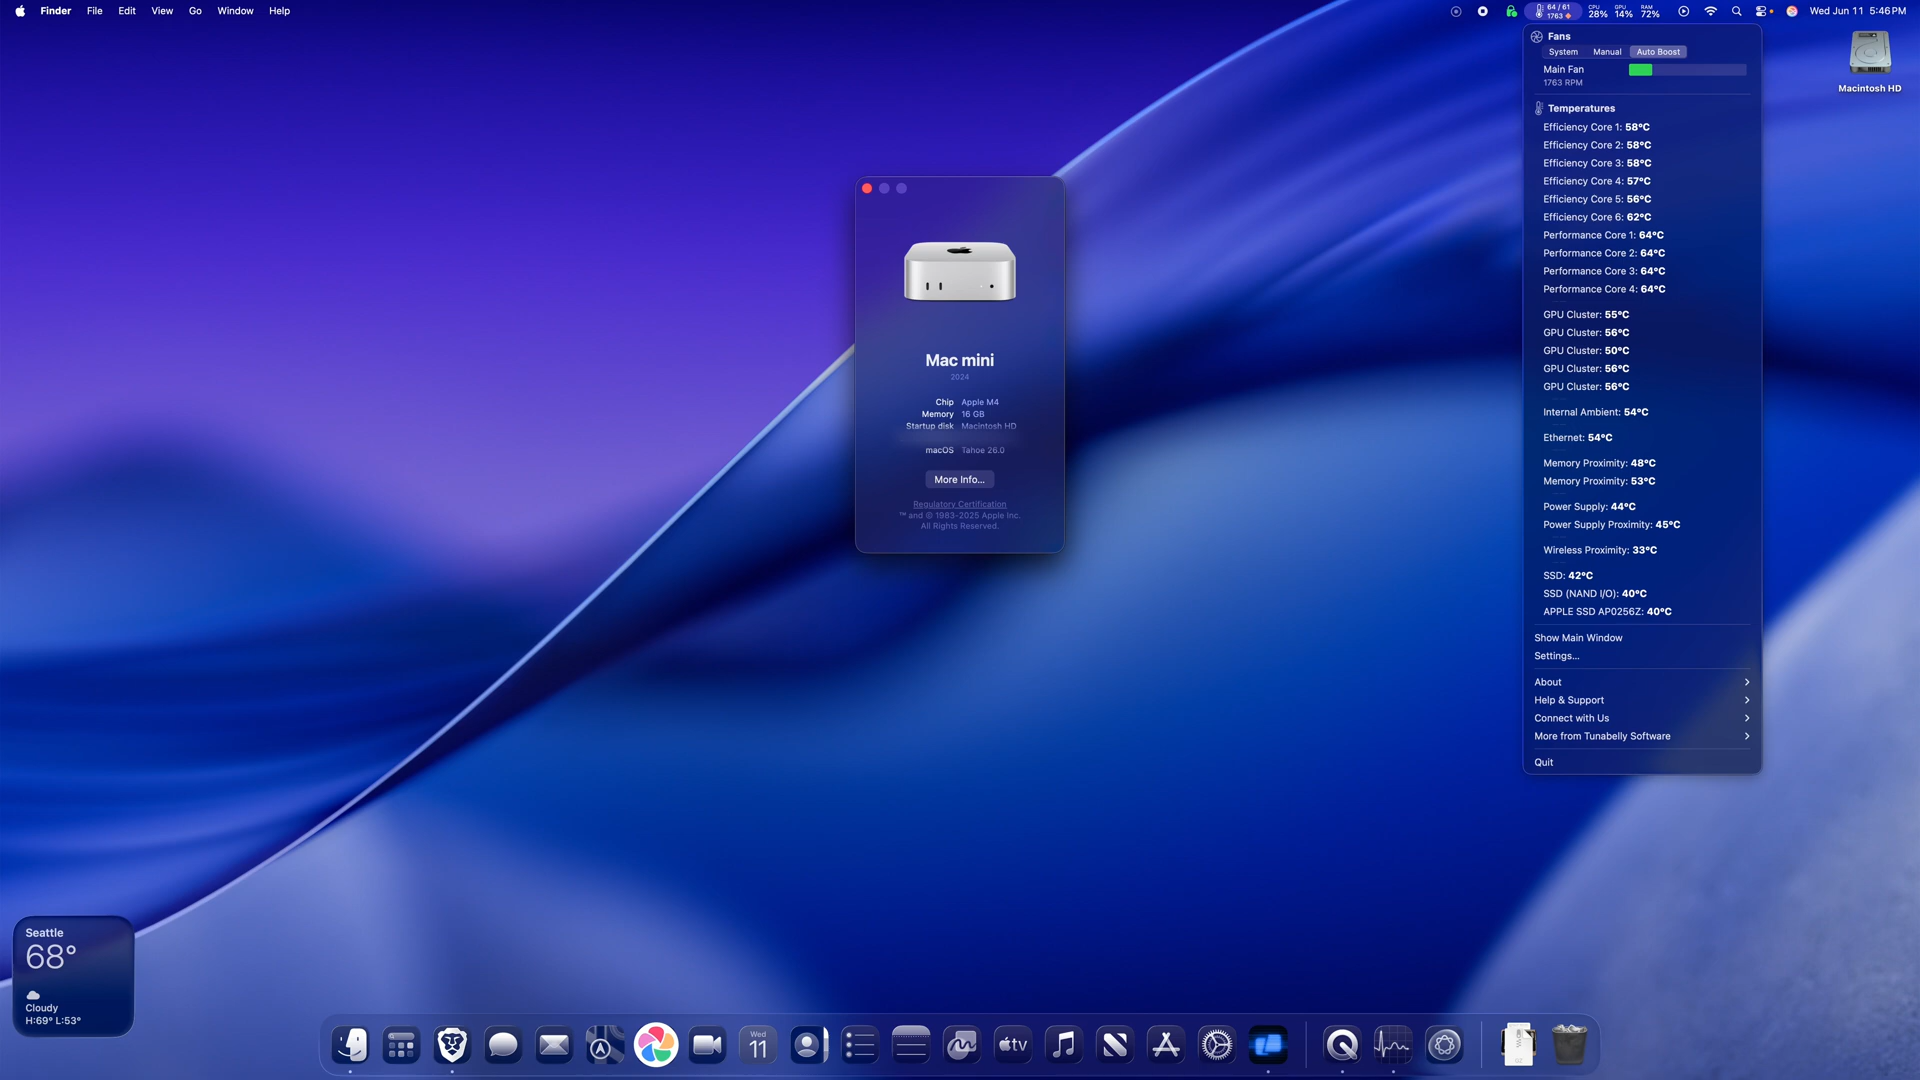 Finder File Edit View Go Window Help
64 / 61
1763
CPU
28%
GPU
14%
RAM
72%
Wed Jun 11 5:46 PM
Fans
System Manual Auto Boost
Main Fan
1763 RPM
Temperatures
Efficiency Core 1: 58°C
Efficiency Core 2: 58°C
Efficiency Core 3: 58°C
Efficiency Core 4: 57°C
Efficiency Core 5: 56°C
Efficiency Core 6: 62°C
Performance Core 1: 64°C
Performance Core 2: 64°C
Performance Core 3: 64°C
Performance Core 4: 64°C
GPU Cluster: 55°C
GPU Cluster: 56°C
GPU Cluster: 50°C
GPU Cluster: 56°C
GPU Cluster: 56°C
Internal Ambient: 54°C
Ethernet: 54°C
Memory Proximity: 48°C
Memory Proximity: 53°C
Power Supply: 44°C
Power Supply Proximity: 45°C
Wireless Proximity: 33°C
SSD: 42°C
SSD (NAND I/O): 40°C
APPLE SSD AP0256Z: 40°C
Show Main Window
Settings...
About
Help & Support
Connect with Us
More from Tunabelly Software
Quit
Macintosh HD
Mac mini
2024
Chip Apple M4
Memory 16 GB
Startup disk Macintosh HD
macOS Tahoe 26.0
More Info...
Regulatory Certification
™ and © 1983-2025 Apple Inc.
All Rights Reserved.
Seattle
68°
Cloudy
H:69° L:53°
Wed
11
tv